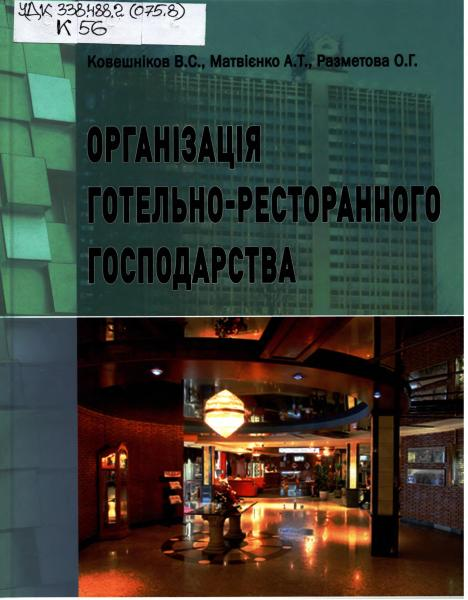 УДК 338.488.2 (075.8)
К 56
Ковешніков В.С., Матвієнко А.Т., Разметова О.Г.
ОРГАНІЗАЦІЯ
ГОТЕЛЬНО-РЕСТОРАННОГО
ГОСПОДАРСТВА